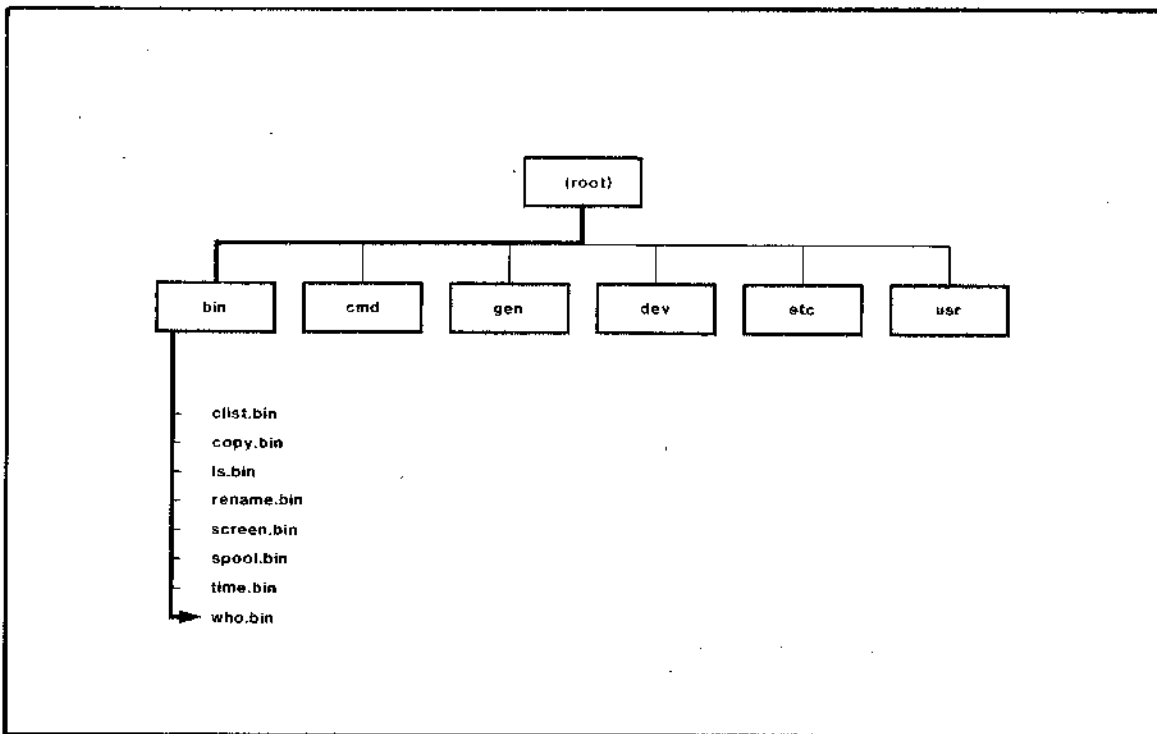 (root)
bin cmd gen dev etc usr
clist.bin
copy.bin
ls.bin
rename.bin
screen.bin
spool.bin
time.bin
who.bin